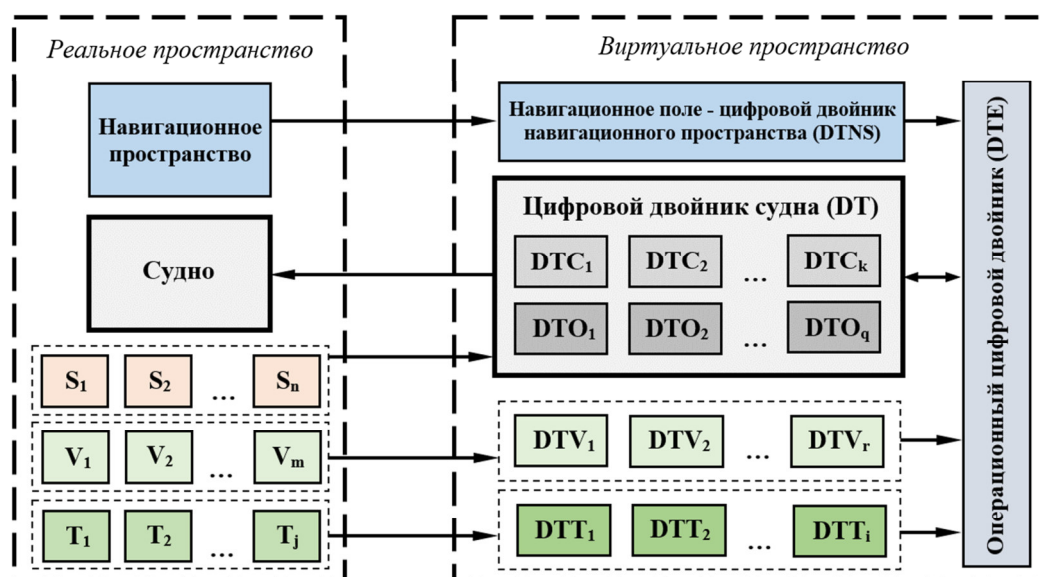 Реальное пространство
Виртуальное пространство
Навигационное
пространство
Навигационное поле - цифровой двойник
навигационного пространства (DTNS)
Операционный цифровой двойник (DTE)
Судно
Цифровой двойник судна (DT)
DTC₁ DTC₂ ... DTCₖ
DTO₁ DTO₂ ... DTO_q
S₁ S₂ ... Sₙ
V₁ V₂ ... Vₘ
DTV₁ DTV₂ ... DTVᵣ
T₁ T₂ ... Tⱼ
DTT₁ DTT₂ ... DTTᵢ